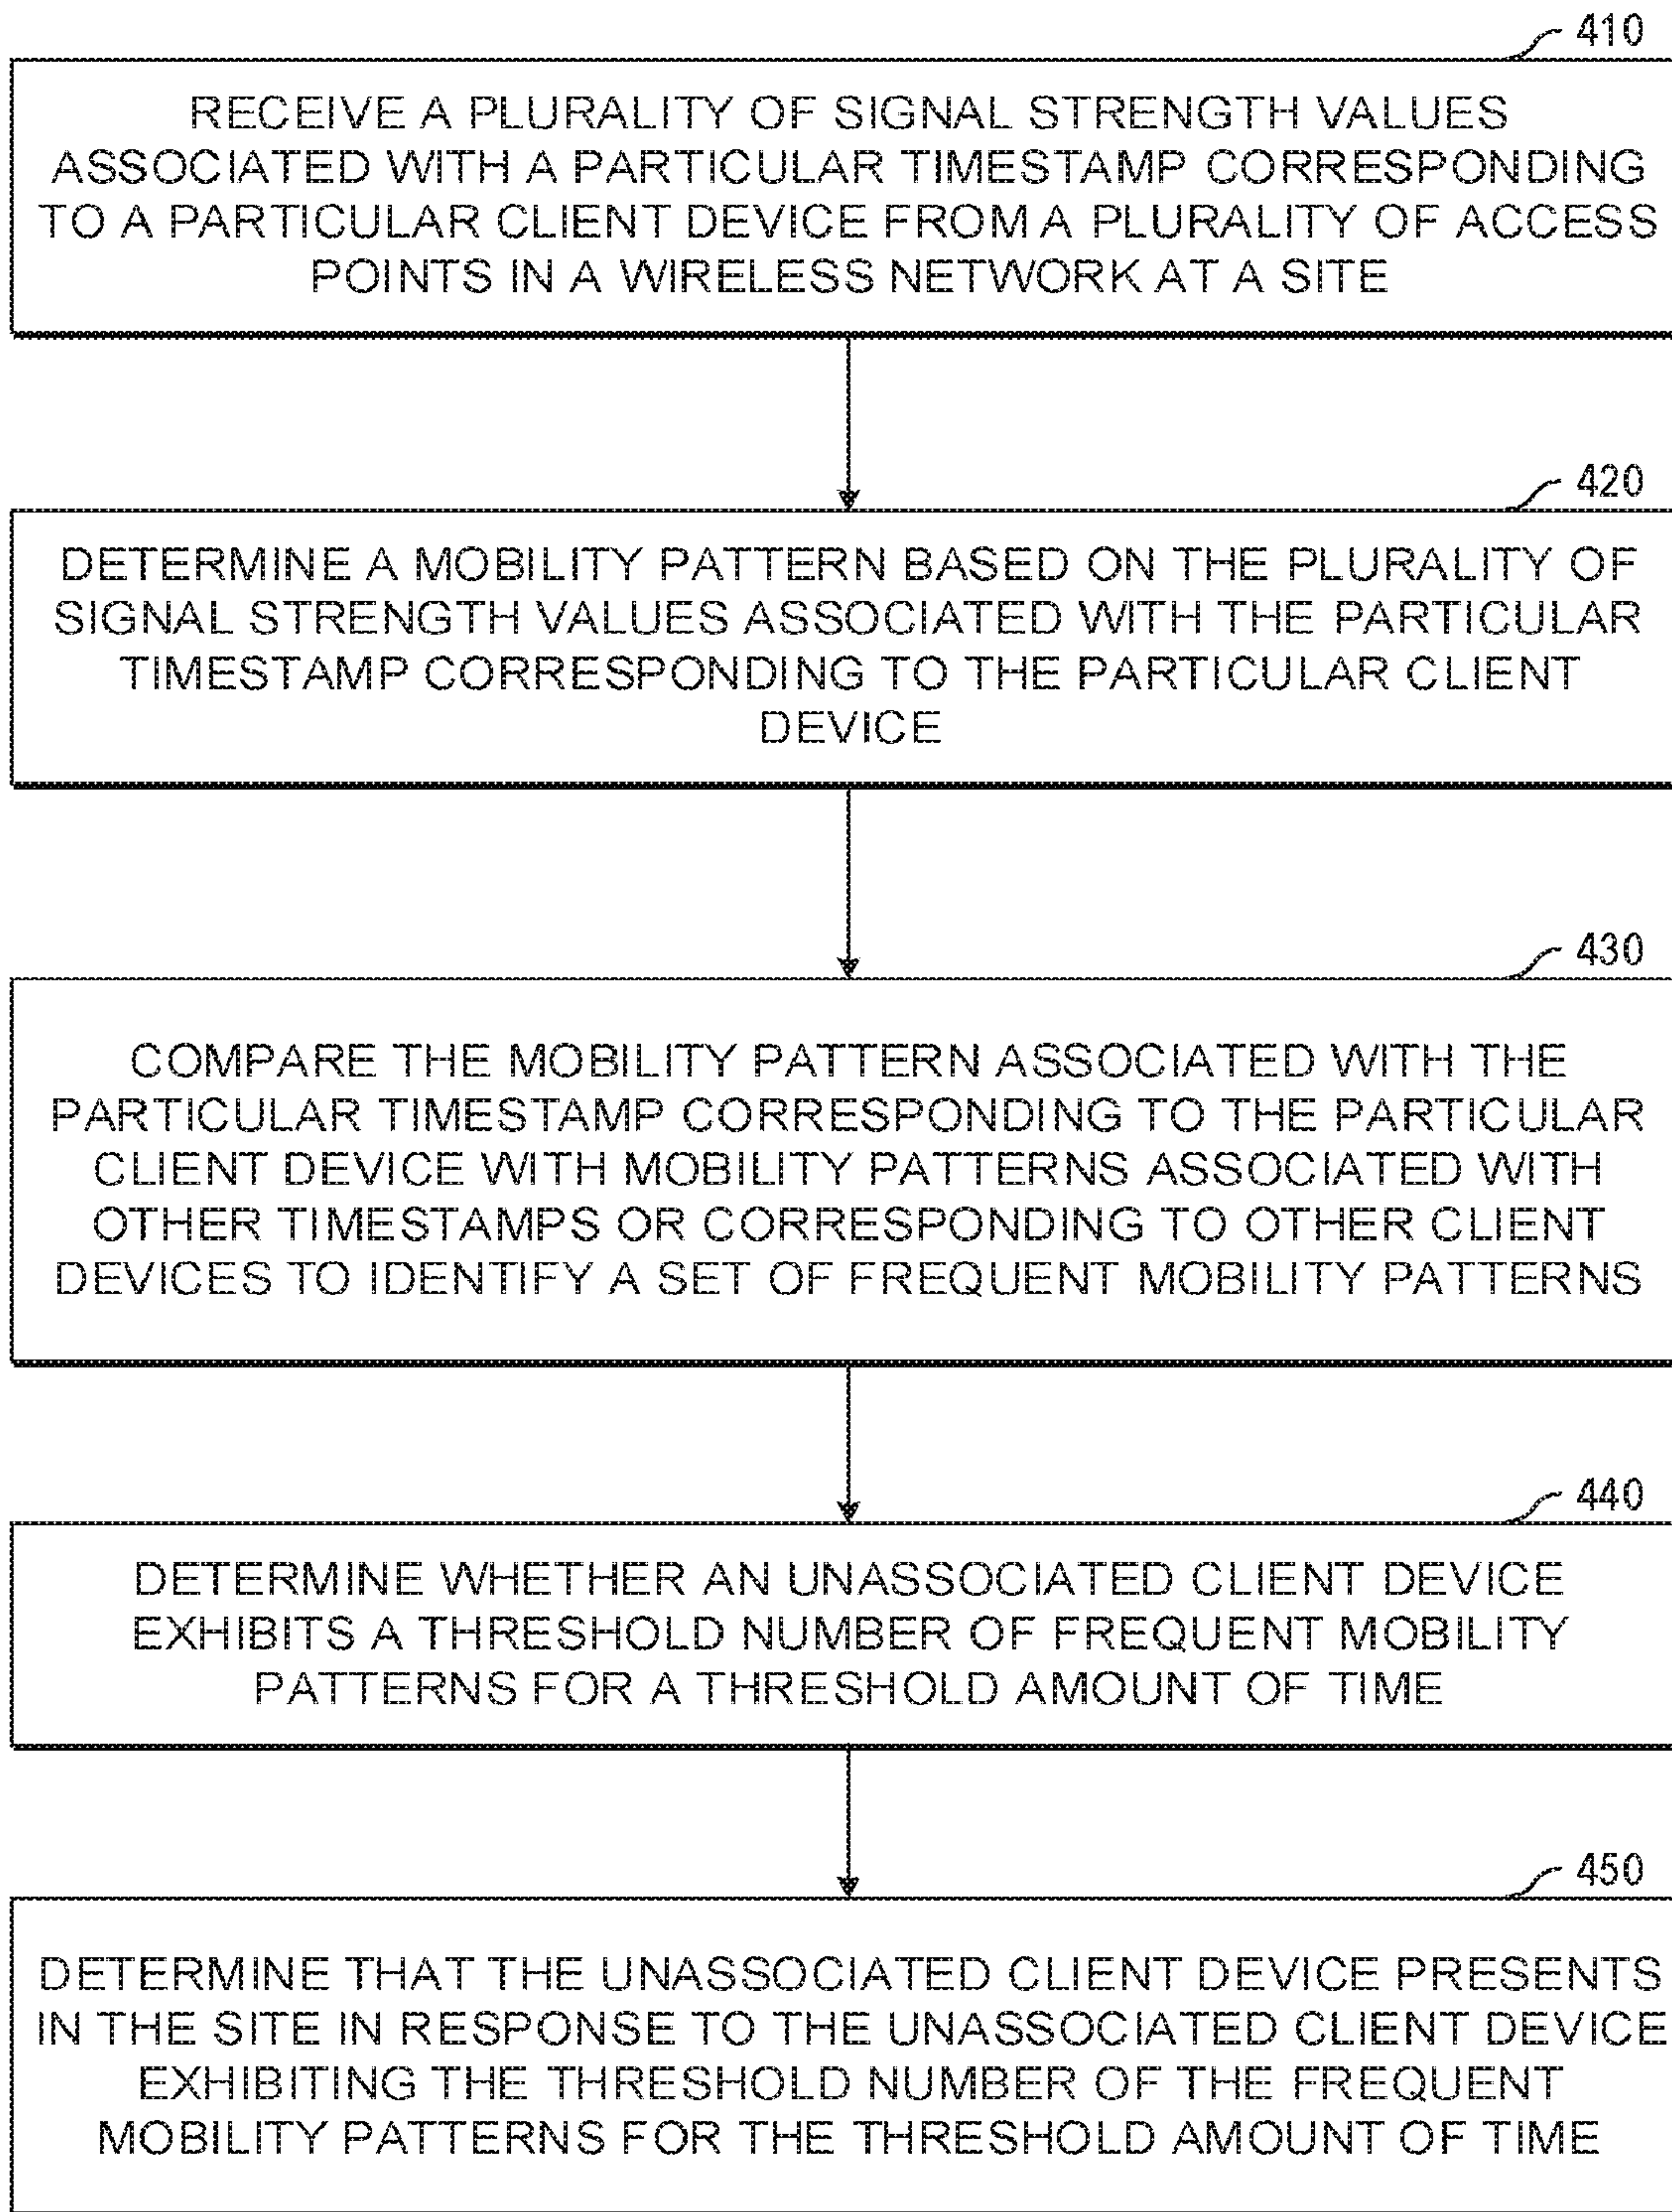 410
RECEIVE A PLURALITY OF SIGNAL STRENGTH VALUES
ASSOCIATED WITH A PARTICULAR TIMESTAMP CORRESPONDING
TO A PARTICULAR CLIENT DEVICE FROM A PLURALITY OF ACCESS
POINTS IN A WIRELESS NETWORK AT A SITE
420
DETERMINE A MOBILITY PATTERN BASED ON THE PLURALITY OF
SIGNAL STRENGTH VALUES ASSOCIATED WITH THE PARTICULAR
TIMESTAMP CORRESPONDING TO THE PARTICULAR CLIENT
DEVICE
430
COMPARE THE MOBILITY PATTERN ASSOCIATED WITH THE
PARTICULAR TIMESTAMP CORRESPONDING TO THE PARTICULAR
CLIENT DEVICE WITH MOBILITY PATTERNS ASSOCIATED WITH
OTHER TIMESTAMPS OR CORRESPONDING TO OTHER CLIENT
DEVICES TO IDENTIFY A SET OF FREQUENT MOBILITY PATTERNS
440
DETERMINE WHETHER AN UNASSOCIATED CLIENT DEVICE
EXHIBITS A THRESHOLD NUMBER OF FREQUENT MOBILITY
PATTERNS FOR A THRESHOLD AMOUNT OF TIME
450
DETERMINE THAT THE UNASSOCIATED CLIENT DEVICE PRESENTS
IN THE SITE IN RESPONSE TO THE UNASSOCIATED CLIENT DEVICE
EXHIBITING THE THRESHOLD NUMBER OF THE FREQUENT
MOBILITY PATTERNS FOR THE THRESHOLD AMOUNT OF TIME